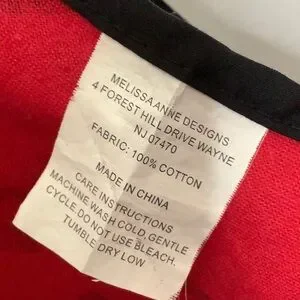 MELISSA ANNE DESIGNS
4 FOREST HILL DRIVE WAYNE
NJ 07470
FABRIC: 100% COTTON
MADE IN CHINA
CARE INSTRUCTIONS
MACHINE WASH COLD, GENTLE
CYCLE. DO NOT USE BLEACH.
TUMBLE DRY LOW